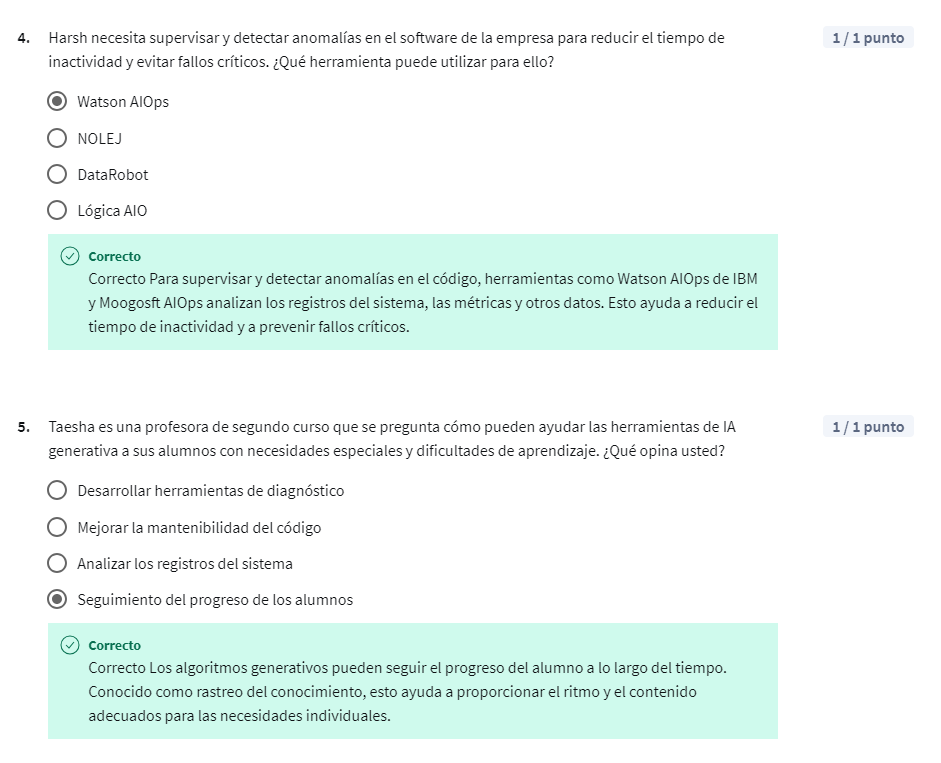 4. Harsh necesita supervisar y detectar anomalías en el software de la empresa para reducir el tiempo de 1 / 1 punto
inactividad y evitar fallos críticos. ¿Qué herramienta puede utilizar para ello?
Watson AIOps
NOLEJ
DataRobot
Lógica AIO
Correcto
Correcto Para supervisar y detectar anomalías en el código, herramientas como Watson AIOps de IBM
y Moogosft AIOps analizan los registros del sistema, las métricas y otros datos. Esto ayuda a reducir el
tiempo de inactividad y a prevenir fallos críticos.
5. Taesha es una profesora de segundo curso que se pregunta cómo pueden ayudar las herramientas de IA 1 / 1 punto
generativa a sus alumnos con necesidades especiales y dificultades de aprendizaje. ¿Qué opina usted?
Desarrollar herramientas de diagnóstico
Mejorar la mantenibilidad del código
Analizar los registros del sistema
Seguimiento del progreso de los alumnos
Correcto
Correcto Los algoritmos generativos pueden seguir el progreso del alumno a lo largo del tiempo.
Conocido como rastreo del conocimiento, esto ayuda a proporcionar el ritmo y el contenido
adecuados para las necesidades individuales.